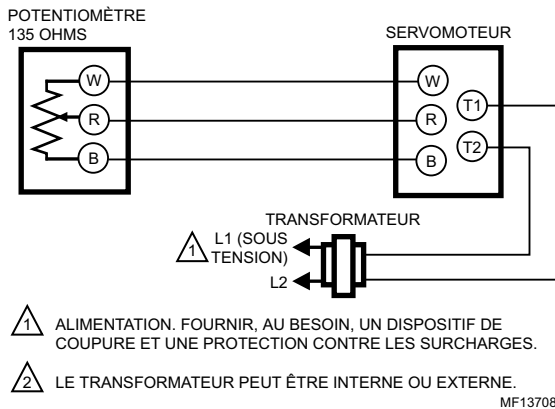 POTENTIOMÈTRE
135 OHMS
SERVOMOTEUR
W
W
T1
R
R
T2
B
B
TRANSFORMATEUR
1
L1 (SOUS
TENSION)
L2
1
ALIMENTATION. FOURNIR, AU BESOIN, UN DISPOSITIF DE
COUPURE ET UNE PROTECTION CONTRE LES SURCHARGES.
2
LE TRANSFORMATEUR PEUT ÊTRE INTERNE OU EXTERNE.
MF13708